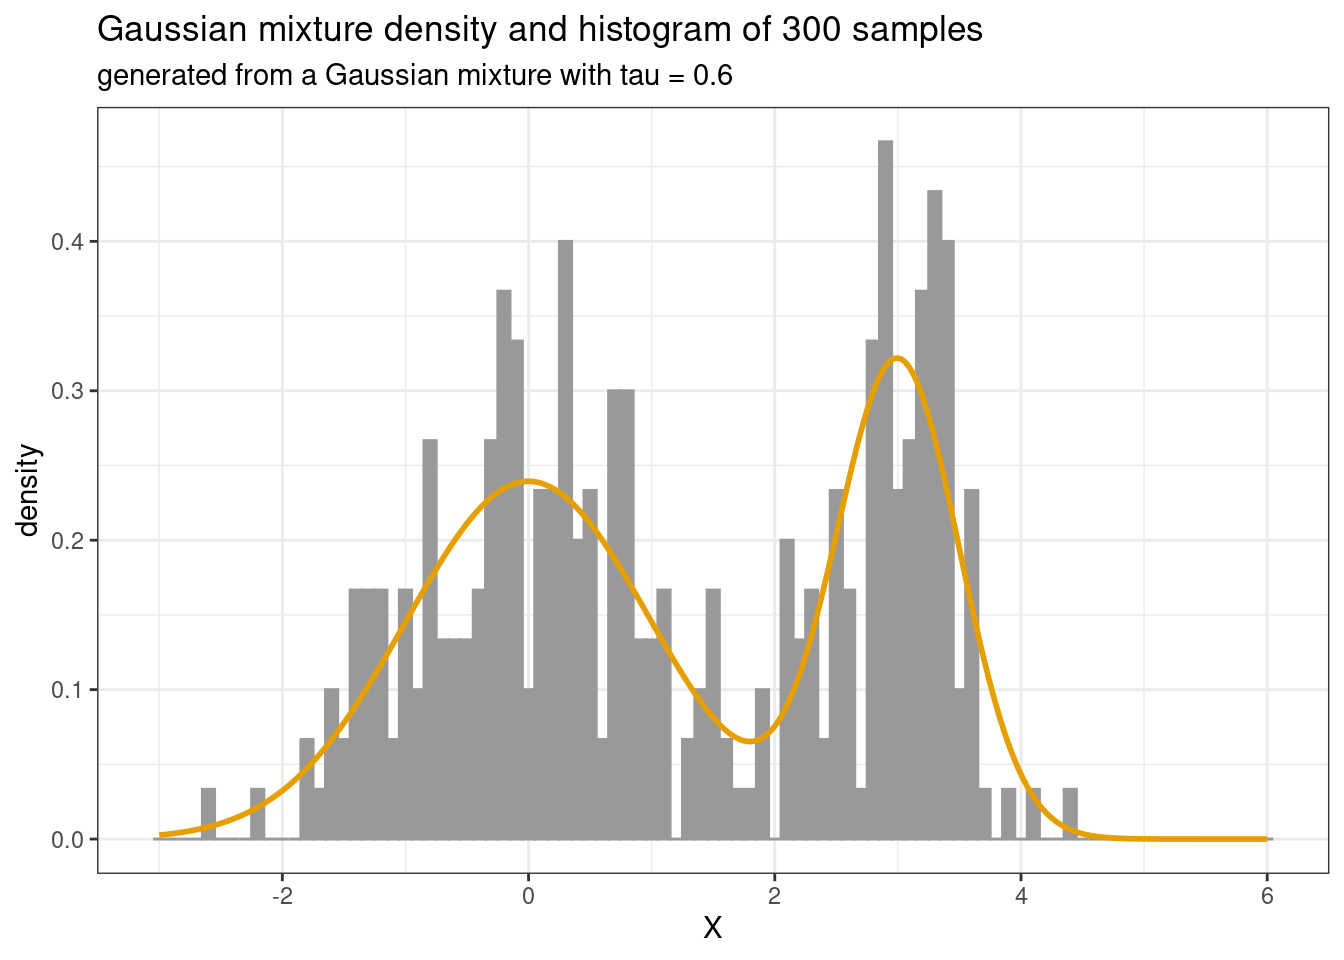 Gaussian mixture density and histogram of 300 samples
generated from a Gaussian mixture with tau = 0.6
density
0.4
0.3
0.2
0.1
0.0
-2 0 2 4 6
X